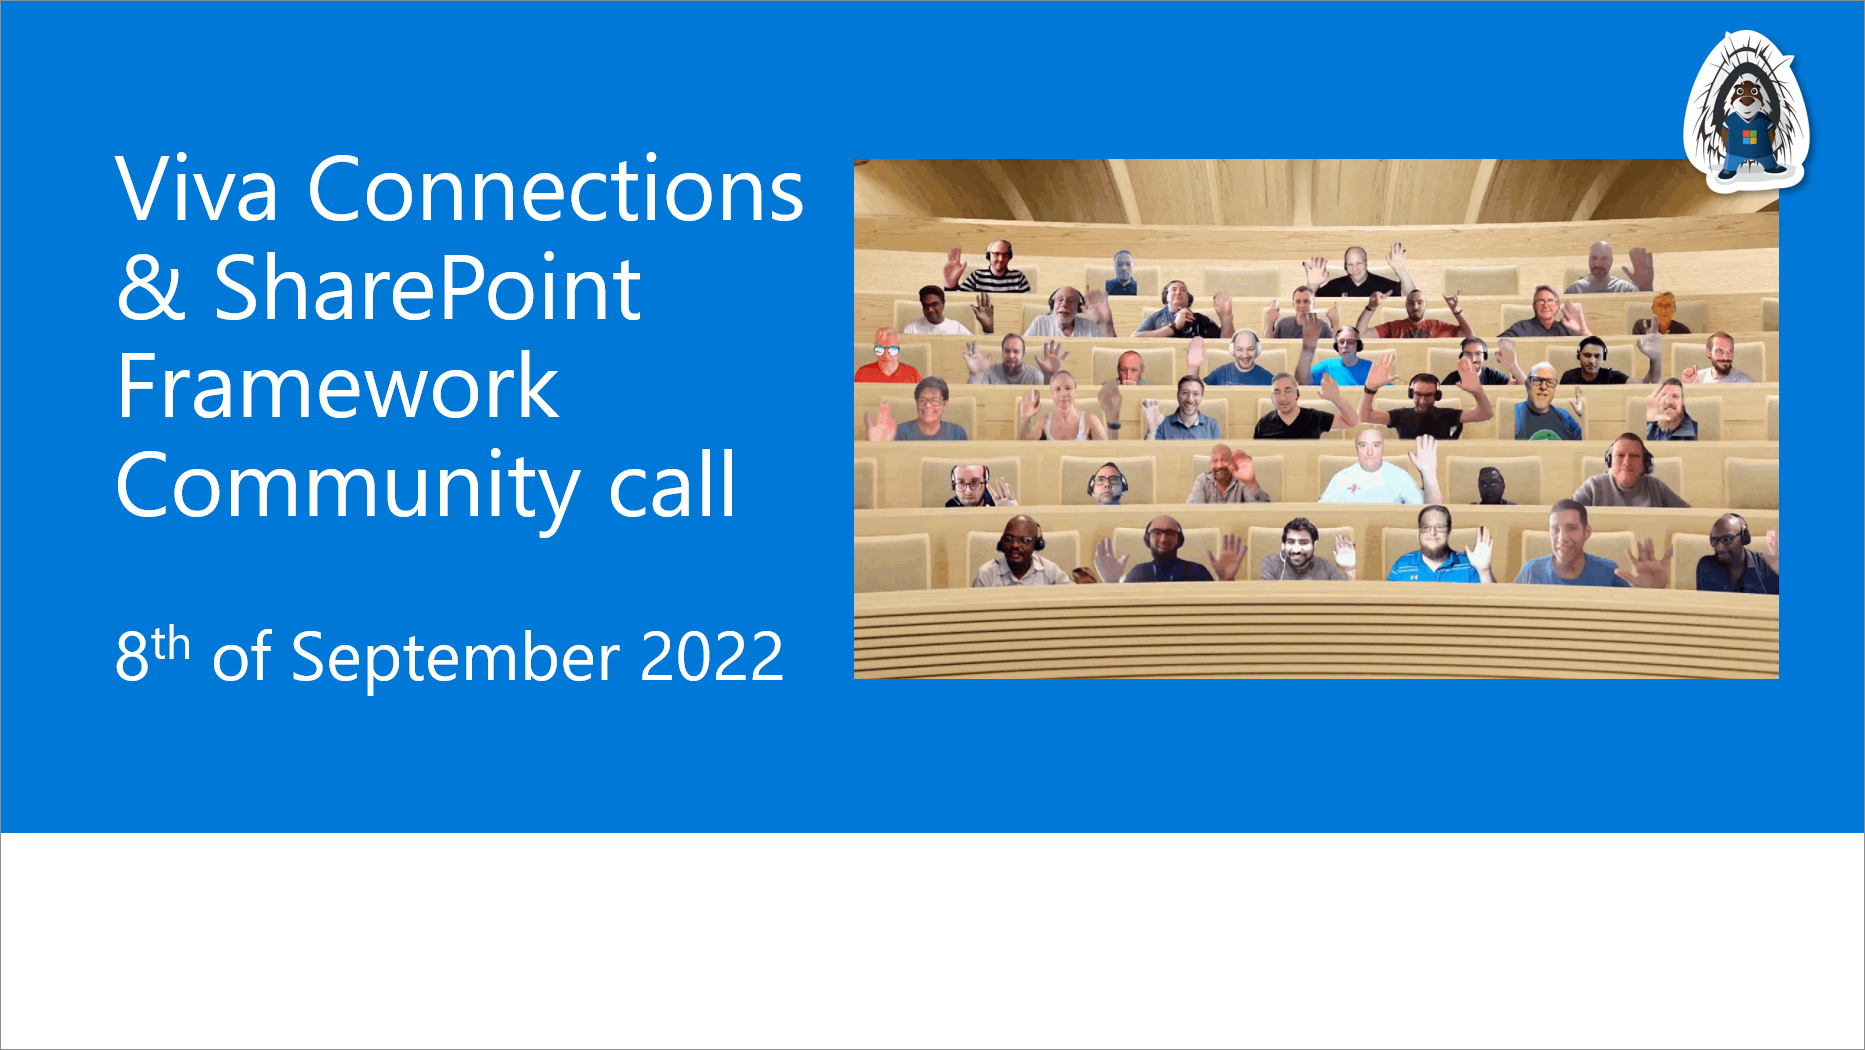 Viva Connections
& SharePoint
Framework
Community call
8th of September 2022